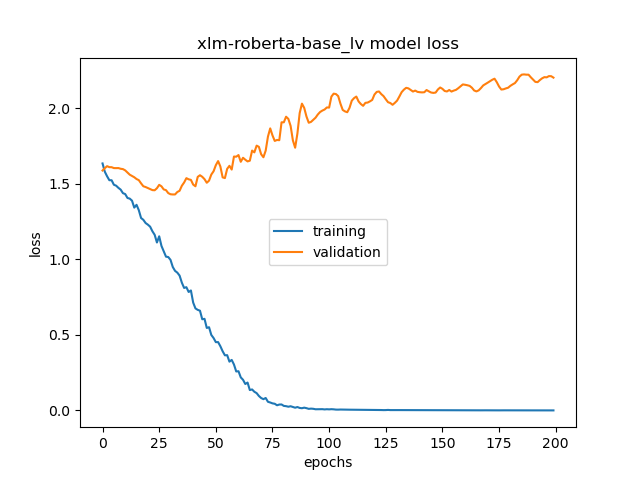 xlm-roberta-base_lv model loss
loss
2.0
1.5
1.0
0.5
0.0
training
validation
0 25 50 75 100 125 150 175 200
epochs